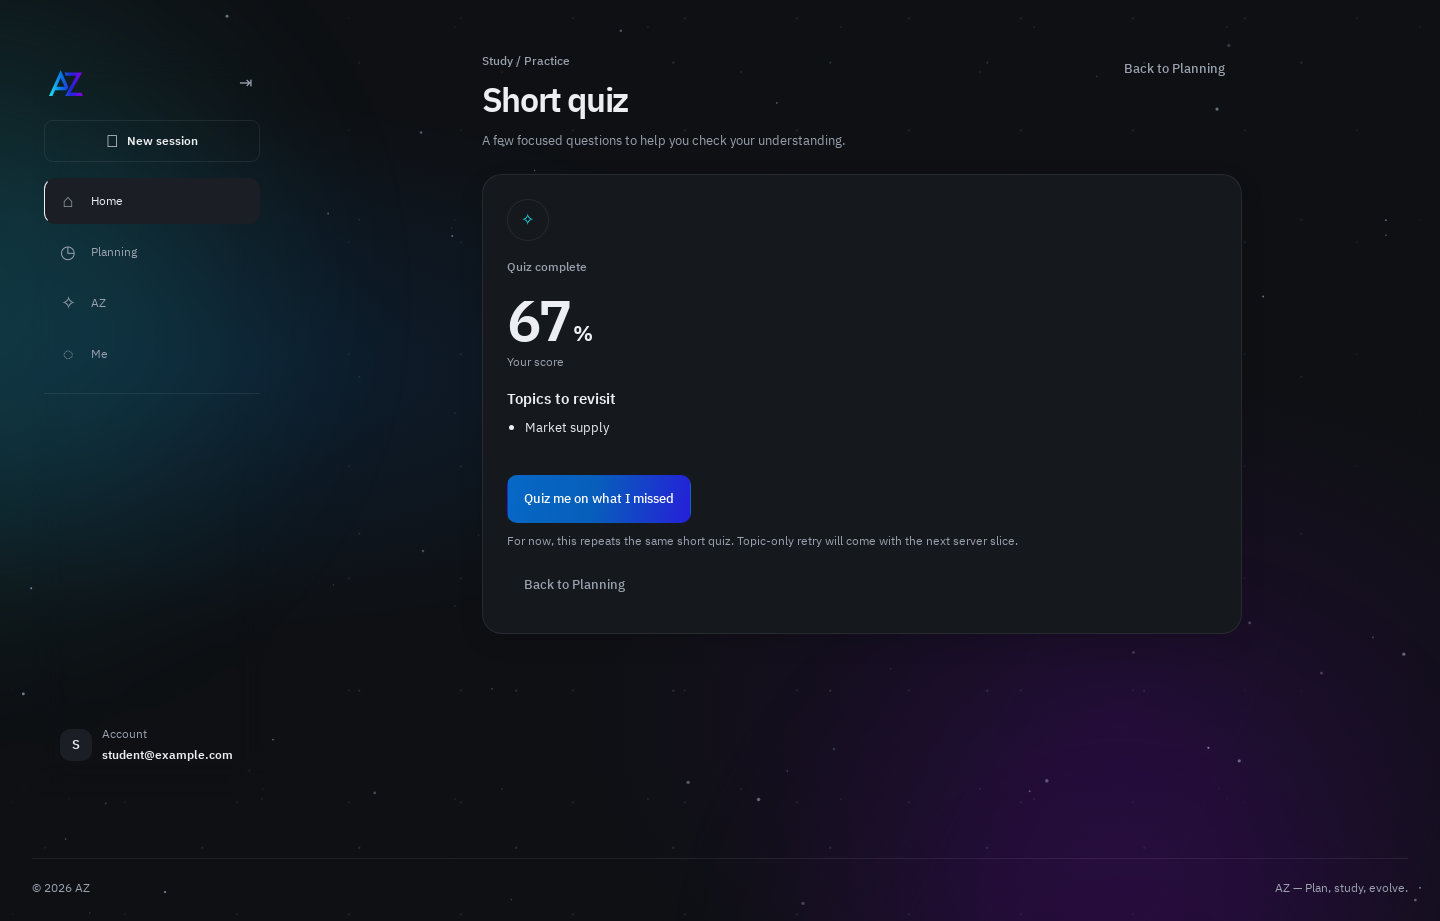 AZ
New session
Home
Planning
AZ
Me
Account
S
student@example.com
Study / Practice
Back to Planning
Short quiz
A few focused questions to help you check your understanding.
Quiz complete
67%
Your score
Topics to revisit
• Market supply
Quiz me on what I missed
For now, this repeats the same short quiz. Topic-only retry will come with the next server slice.
Back to Planning
© 2026 AZ
AZ — Plan, study, evolve.